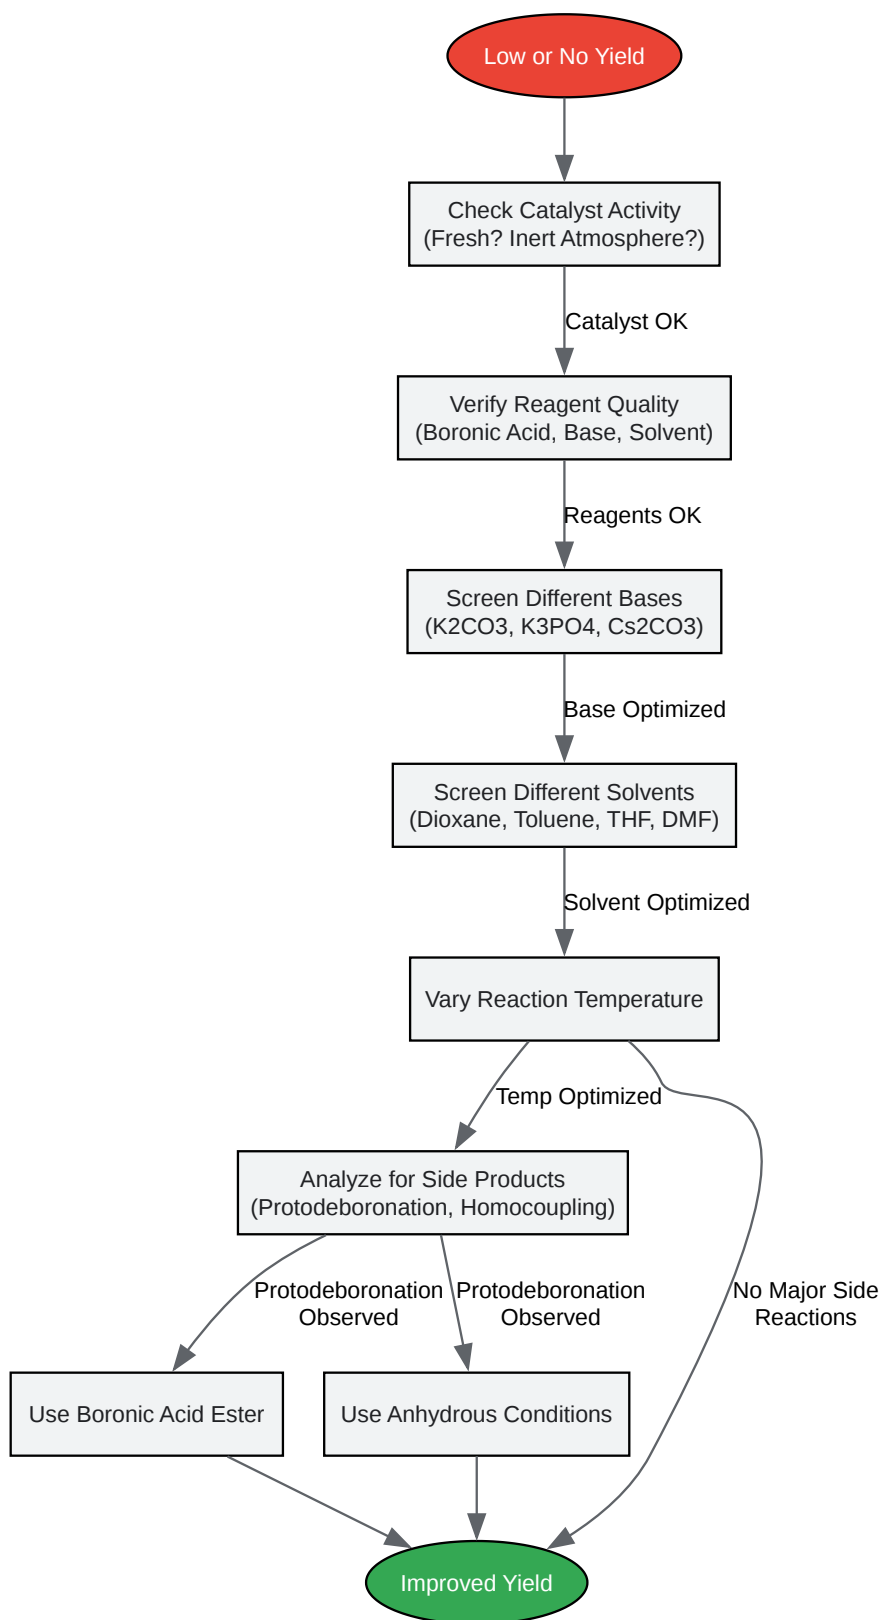 Low or No Yield
Check Catalyst Activity
(Fresh? Inert Atmosphere?)
Catalyst OK
Verify Reagent Quality
(Boronic Acid, Base, Solvent)
Reagents OK
Screen Different Bases
(K2CO3, K3PO4, Cs2CO3)
Base Optimized
Screen Different Solvents
(Dioxane, Toluene, THF, DMF)
Solvent Optimized
Vary Reaction Temperature
Temp Optimized
Analyze for Side Products
(Protodeboronation, Homocoupling)
Protodeboronation
Observed
Protodeboronation
Observed
No Major Side
Reactions
Use Boronic Acid Ester
Use Anhydrous Conditions
Improved Yield